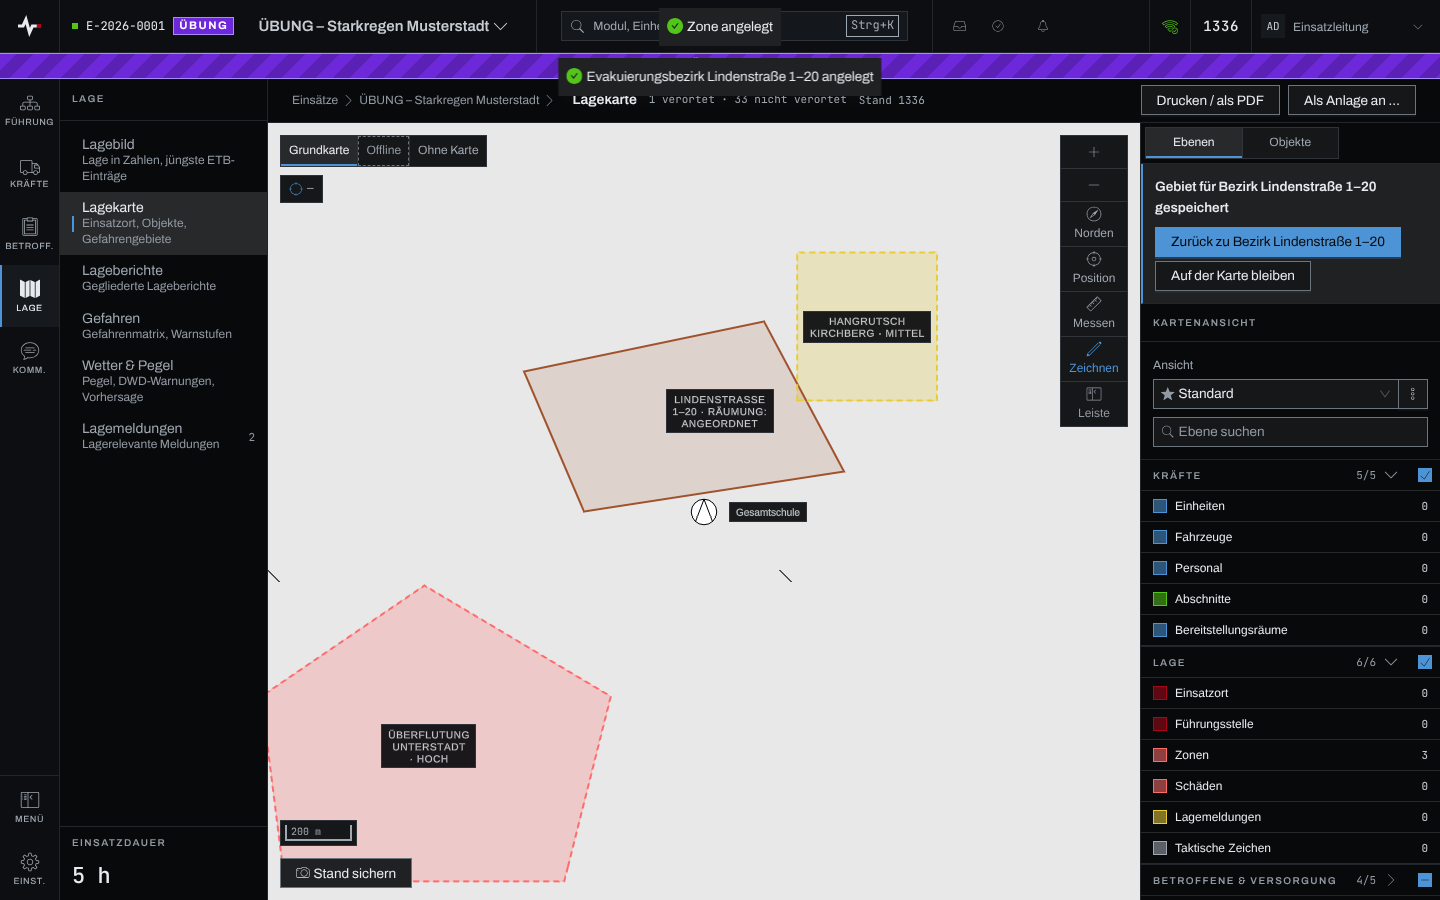 E-2026-0001 ÜBUNG
ÜBUNG – Starkregen Musterstadt
Modul, Einhe
Strg+K
Zone angelegt
1336
AD Einsatzleitung
Evakuierungsbezirk Lindenstraße 1–20 angelegt
FÜHRUNG
KRÄFTE
BETROFF.
LAGE
KOMM.
MENÜ
EINST.
LAGE
Lagebild
Lage in Zahlen, jüngste ETB-
Einträge
Lagekarte
Einsatzort, Objekte,
Gefahrengebiete
Lageberichte
Gegliederte Lageberichte
Gefahren
Gefahrenmatrix, Warnstufen
Wetter & Pegel
Pegel, DWD-Warnungen,
Vorhersage
Lagemeldungen
Lagerelevante Meldungen 2
EINSATZDAUER
5 h
Einsätze ÜBUNG – Starkregen Musterstadt Lagekarte 1 verortet · 33 nicht verortet Stand 1336
Drucken / als PDF Als Anlage an ...
Grundkarte Offline Ohne Karte
–
+
–
Norden
Position
Messen
Zeichnen
Leiste
HANGRUTSCH
KIRCHBERG · MITTEL
LINDENSTRASSE
1–20 · RÄUMUNG:
ANGEORDNET
Gesamtschule
ÜBERFLUTUNG
UNTERSTADT
· HOCH
200 m
Stand sichern
Ebenen Objekte
Gebiet für Bezirk Lindenstraße 1–20
gespeichert
Zurück zu Bezirk Lindenstraße 1–20
Auf der Karte bleiben
KARTENANSICHT
Ansicht
Standard
Ebene suchen
KRÄFTE 5/5
Einheiten 0
Fahrzeuge 0
Personal 0
Abschnitte 0
Bereitstellungsräume 0
LAGE 6/6
Einsatzort 0
Führungsstelle 0
Zonen 3
Schäden 0
Lagemeldungen 0
Taktische Zeichen 0
BETROFFENE & VERSORGUNG 4/5